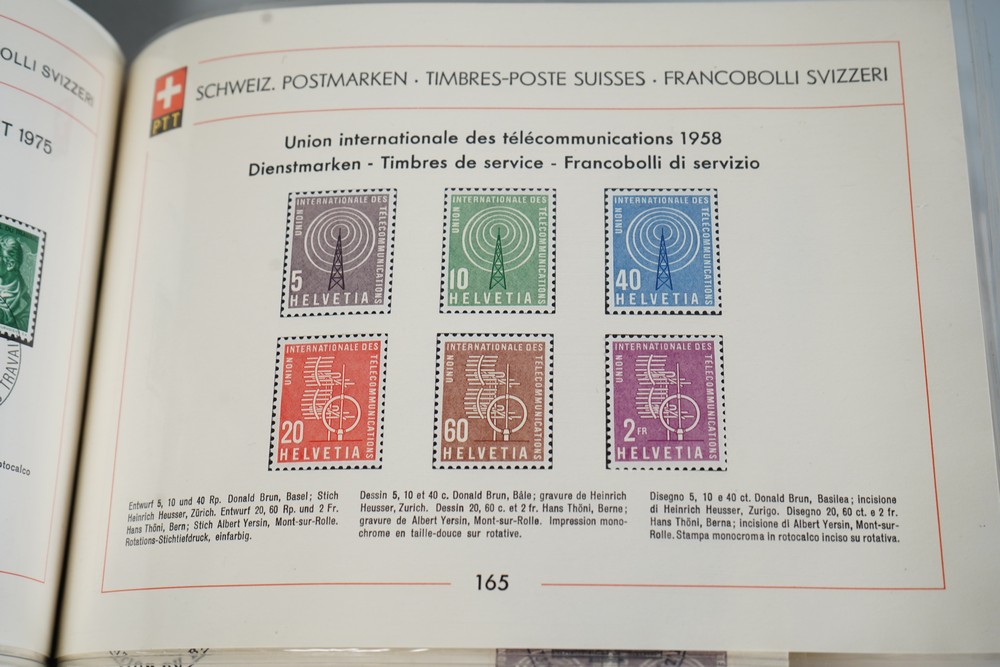 OLLI SVIZZERI
T 1975
TRAVAI
rotocalco
PTT
SCHWEIZ. POSTMARKEN · TIMBRES-POSTE SUISSES · FRANCOBOLLI SVIZZERI
Union internationale des télécommunications 1958
Dienstmarken - Timbres de service - Francobolli di servizio
UNION
INTERNATIONALE DES
TÉLÉCOMMUNICATIONS
5
HELVETIA
UNION
INTERNATIONALE DES
TÉLÉCOMMUNICATIONS
10
HELVETIA
UNION
INTERNATIONALE DES
TÉLÉCOMMUNICATIONS
40
HELVETIA
UNION
INTERNATIONALE DES
TÉLÉCOMMUNICATIONS
20
HELVETIA
UNION
INTERNATIONALE DES
TÉLÉCOMMUNICATIONS
60
HELVETIA
UNION
INTERNATIONALE DES
TÉLÉCOMMUNICATIONS
2 FR
HELVETIA
Entwurf 5, 10 und 40 Rp. Donald Brun, Basel; Stich
Heinrich Heusser, Zürich. Entwurf 20, 60 Rp. und 2 Fr.
Hans Thöni, Bern; Stich Albert Yersin, Mont-sur-Rolle.
Rotations-Stichtiefdruck, einfarbig.
Dessin 5, 10 et 40 c. Donald Brun, Bâle; gravure de Heinrich
Heusser, Zurich. Dessin 20, 60 c. et 2 fr. Hans Thöni, Berne;
gravure de Albert Yersin, Mont-sur-Rolle. Impression mono-
chrome en taille-douce sur rotative.
Disegno 5, 10 e 40 ct. Donald Brun, Basilea; incisione
di Heinrich Heusser, Zurigo. Disegno 20, 60 ct. e 2 fr.
Hans Thöni, Berna; incisione di Albert Yersin, Mont-sur-
Rolle. Stampa monocroma in rotocalco inciso su rotativa.
165